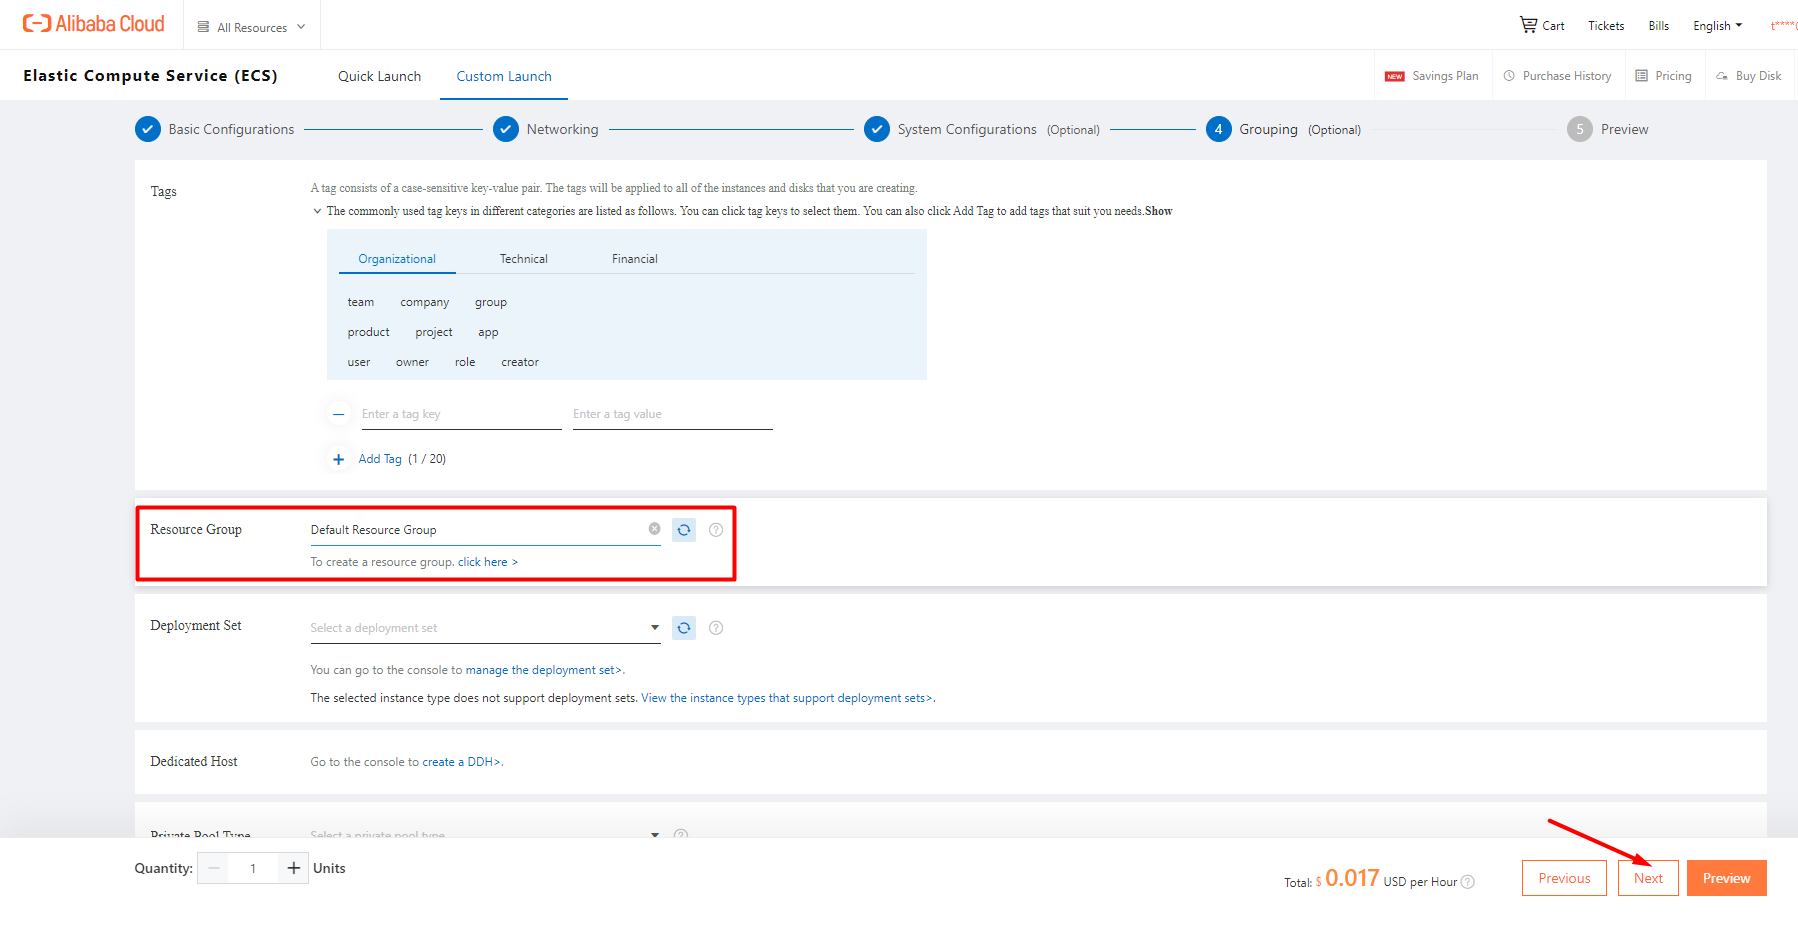 Alibaba Cloud
All Resources
Cart
Tickets
Bills
English
t****
Elastic Compute Service (ECS)
Quick Launch
Custom Launch
NEW Savings Plan
Purchase History
Pricing
Buy Disk
Basic Configurations
Networking
System Configurations (Optional)
4 Grouping (Optional)
5 Preview
Tags
A tag consists of a case-sensitive key-value pair. The tags will be applied to all of the instances and disks that you are creating.
The commonly used tag keys in different categories are listed as follows. You can click tag keys to select them. You can also click Add Tag to add tags that suit you needs.Show
Organizational Technical Financial
team company group
product project app
user owner role creator
Enter a tag key Enter a tag value
Add Tag (1 / 20)
Resource Group Default Resource Group
To create a resource group. click here >
Deployment Set Select a deployment set
You can go to the console to manage the deployment set>.
The selected instance type does not support deployment sets. View the instance types that support deployment sets>.
Dedicated Host Go to the console to create a DDH>.
Private Pool Type Select a private pool type
Quantity: 1 Units
Total: $ 0.017 USD per Hour
Previous
Next
Preview